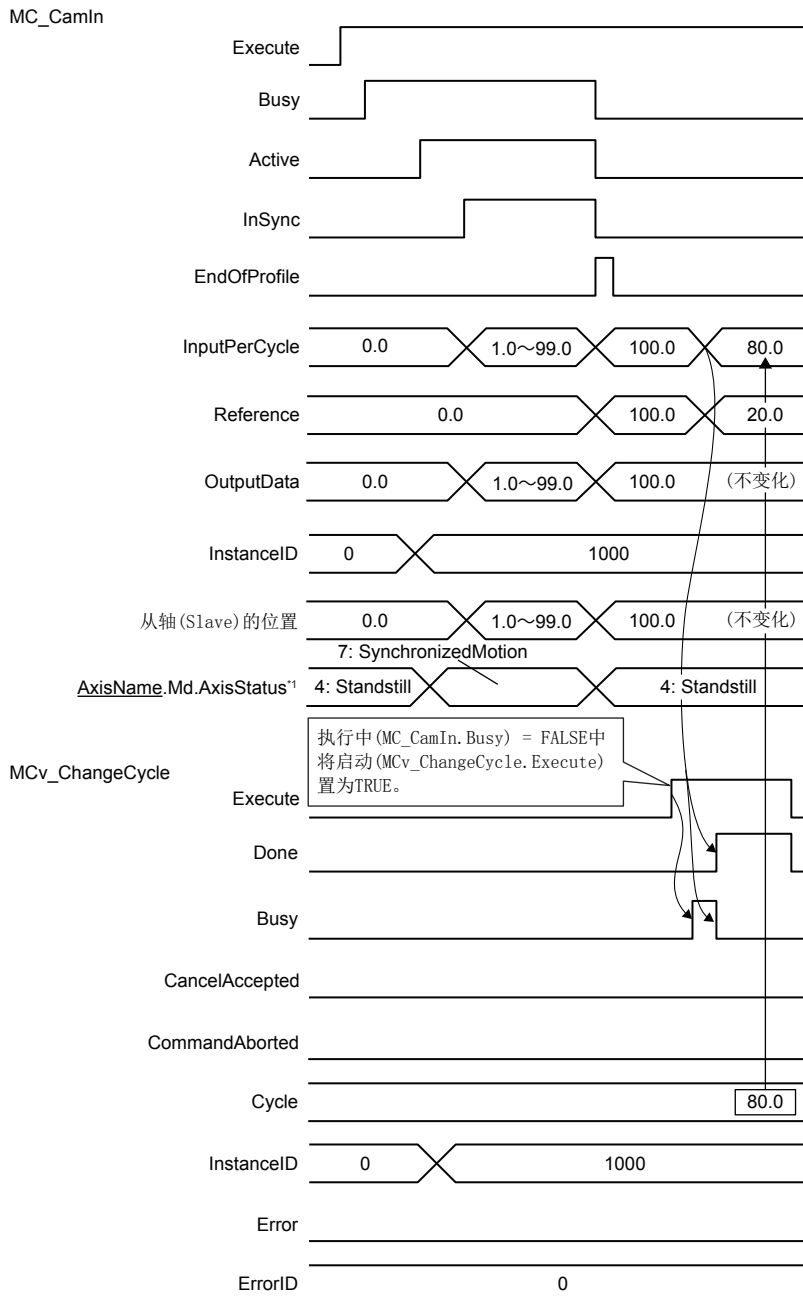 MC_CamIn
Execute
Busy
Active
InSync
EndOfProfile
InputPerCycle 0.0 1.0～99.0 100.0 80.0
Reference 0.0 100.0 20.0
OutputData 0.0 1.0～99.0 100.0 (不变化)
InstanceID 0 1000
从轴(Slave)的位置 0.0 1.0～99.0 100.0 (不变化)
7: SynchronizedMotion
AxisName.Md.AxisStatus*1 4: Standstill 4: Standstill
执行中(MC_CamIn.Busy) = FALSE中
将启动(MCv_ChangeCycle.Execute)
置为TRUE。
MCv_ChangeCycle
Execute
Done
Busy
CancelAccepted
CommandAborted
Cycle 80.0
InstanceID 0 1000
Error
ErrorID 0